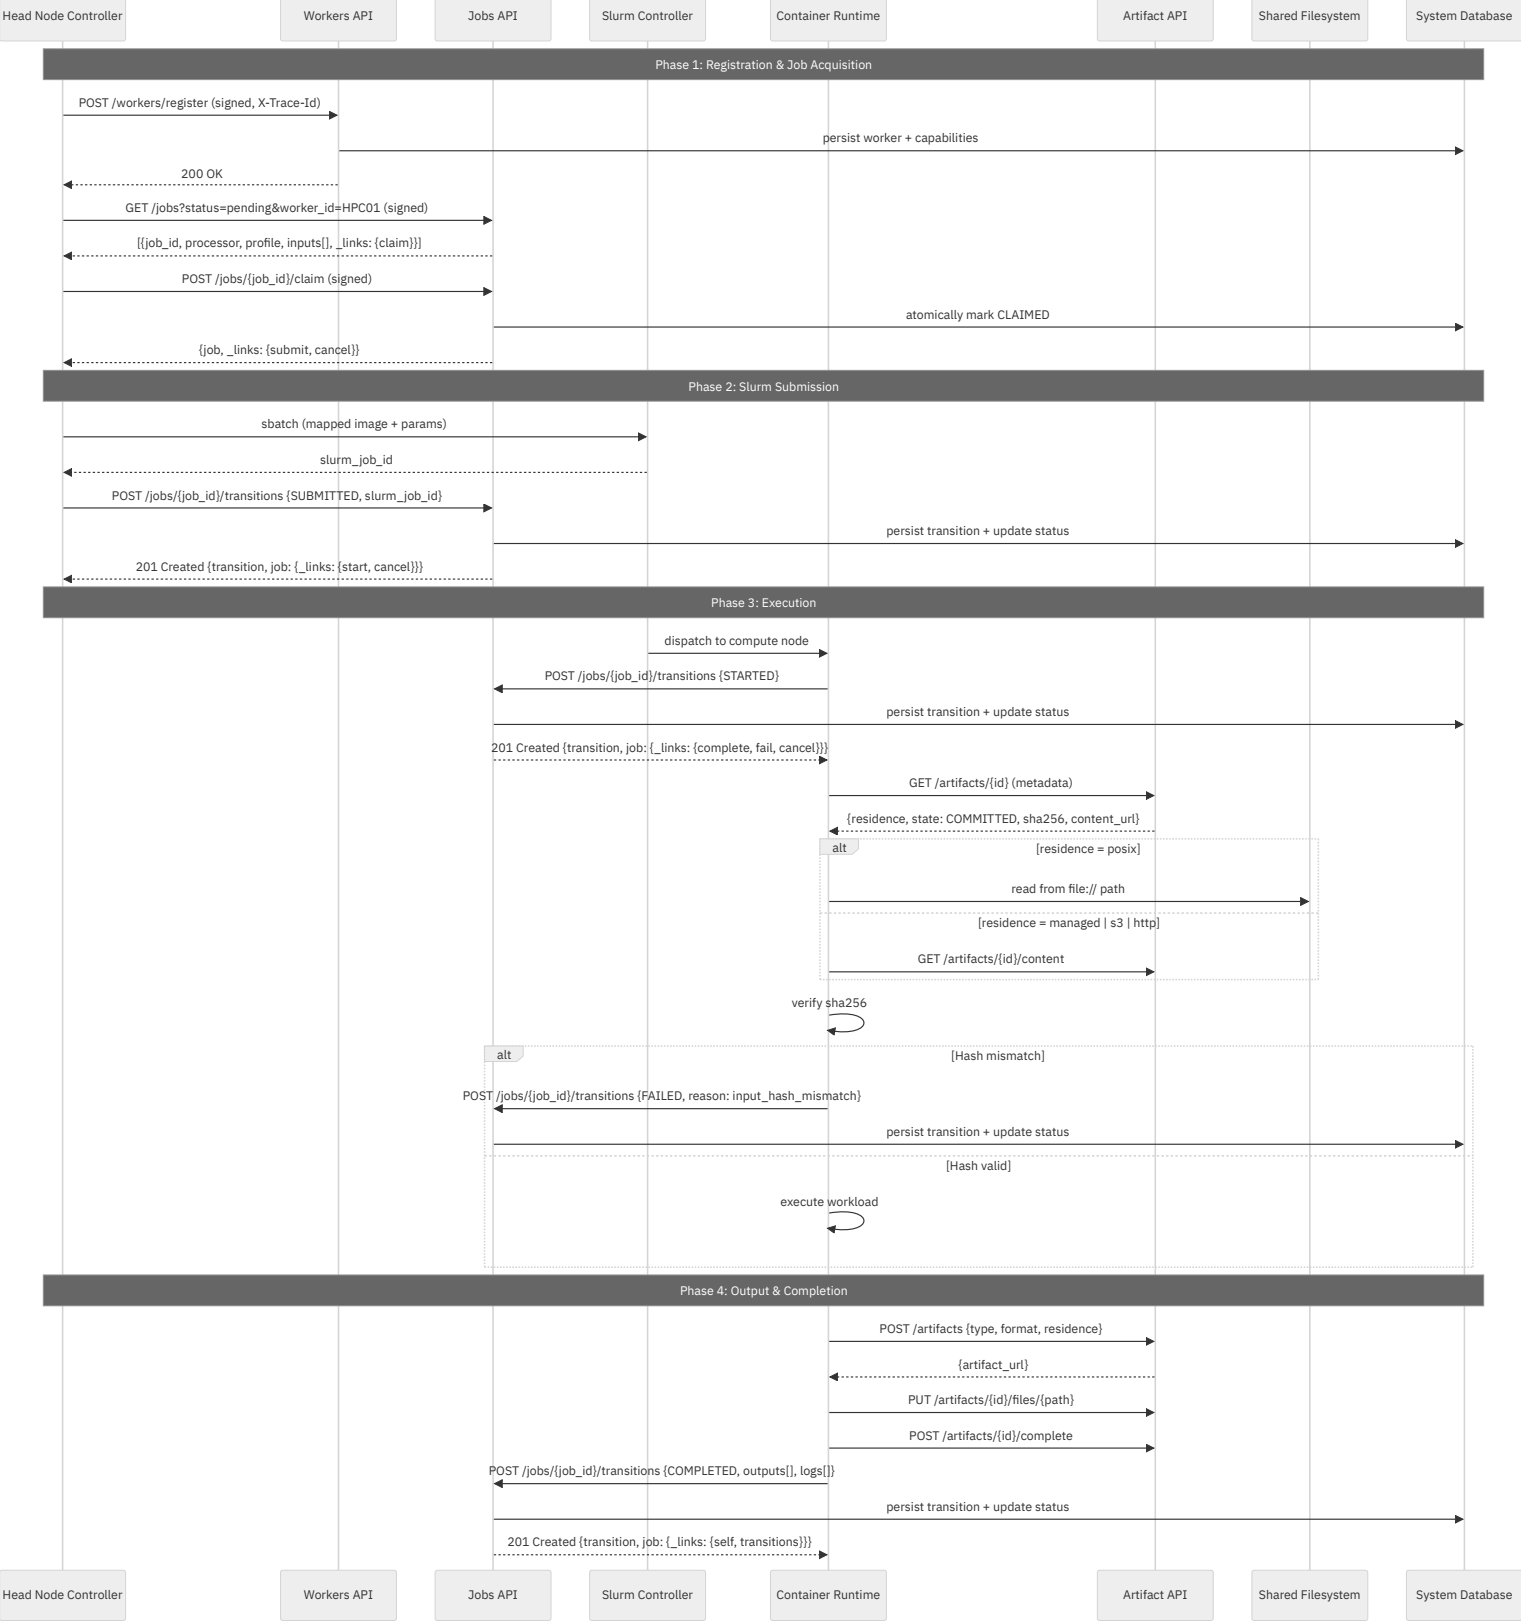 Head Node Controller
Workers API
Jobs API
Slurm Controller
Container Runtime
Artifact API
Shared Filesystem
System Database
Phase 1: Registration & Job Acquisition
POST /workers/register (signed, X-Trace-Id)
persist worker + capabilities
200 OK
GET /jobs?status=pending&worker_id=HPC01 (signed)
[{job_id, processor, profile, inputs[], _links: {claim}}]
POST /jobs/{job_id}/claim (signed)
atomically mark CLAIMED
{job, _links: {submit, cancel}}
Phase 2: Slurm Submission
sbatch (mapped image + params)
slurm_job_id
POST /jobs/{job_id}/transitions {SUBMITTED, slurm_job_id}
persist transition + update status
201 Created {transition, job: {_links: {start, cancel}}}
Phase 3: Execution
dispatch to compute node
POST /jobs/{job_id}/transitions {STARTED}
persist transition + update status
201 Created {transition, job: {_links: {complete, fail, cancel}}}
GET /artifacts/{id} (metadata)
{residence, state: COMMITTED, sha256, content_url}
alt
[residence = posix]
read from file:// path
[residence = managed | s3 | http]
GET /artifacts/{id}/content
verify sha256
alt
[Hash mismatch]
POST /jobs/{job_id}/transitions {FAILED, reason: input_hash_mismatch}
persist transition + update status
[Hash valid]
execute workload
Phase 4: Output & Completion
POST /artifacts {type, format, residence}
{artifact_url}
PUT /artifacts/{id}/files/{path}
POST /artifacts/{id}/complete
POST /jobs/{job_id}/transitions {COMPLETED, outputs[], logs[]}
persist transition + update status
201 Created {transition, job: {_links: {self, transitions}}}
Head Node Controller
Workers API
Jobs API
Slurm Controller
Container Runtime
Artifact API
Shared Filesystem
System Database